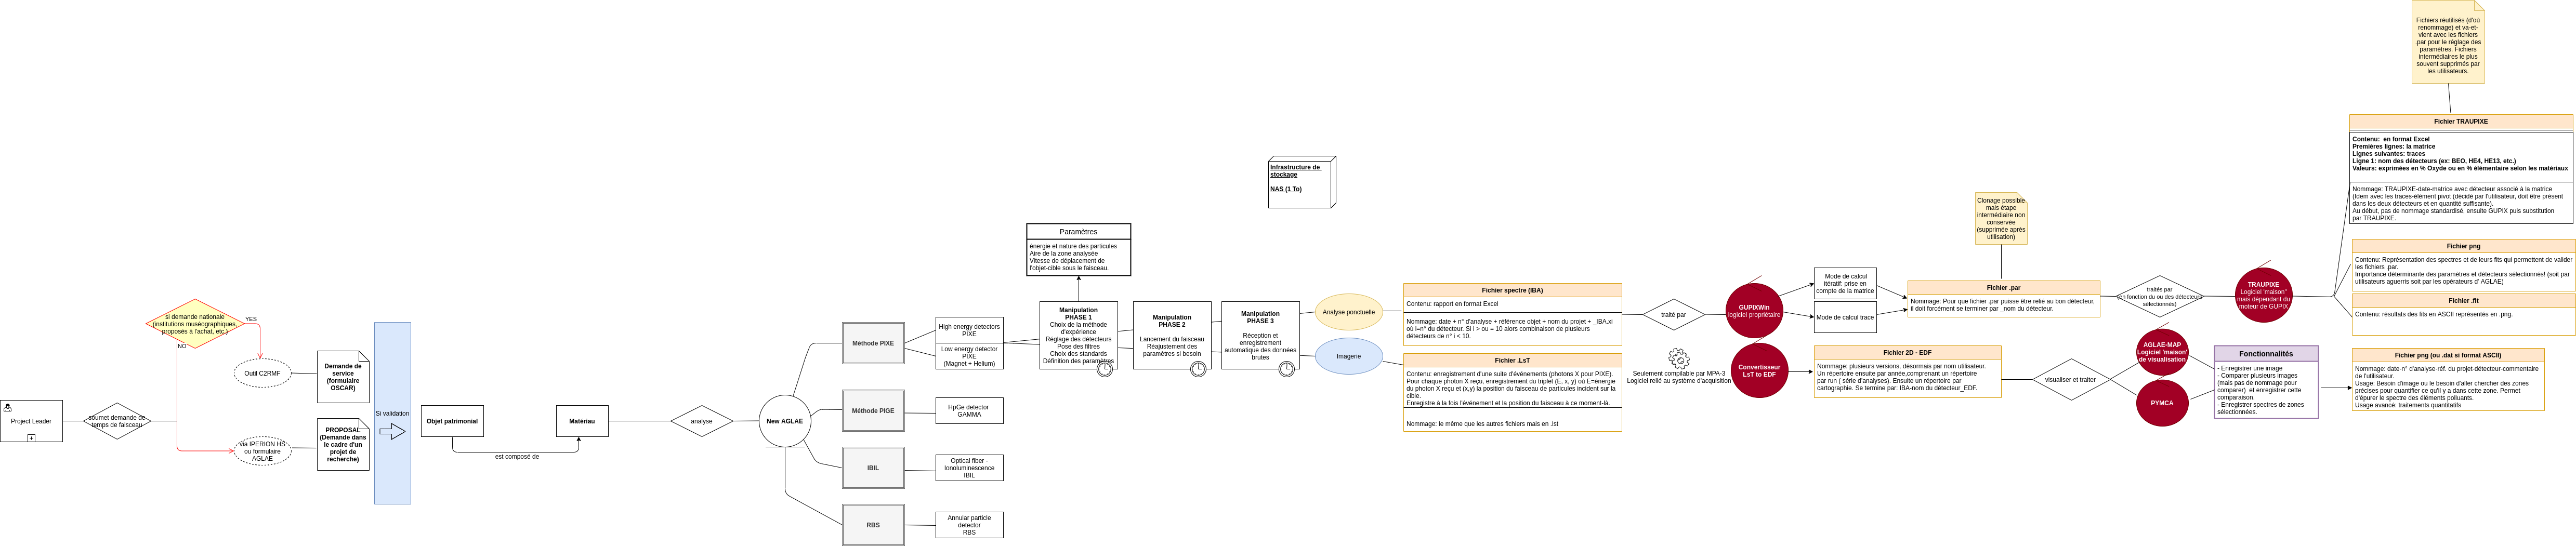 Project Leader
soumet demande de
temps de faisceau
si demande nationale
(institutions muséographiques,
proposés à l'achat, etc.)
YES
NO
Outil C2RMF
via IPERION HS
ou formulaire
AGLAE
Demande de
service
(formulaire
OSCAR)
PROPOSAL
(Demande dans
le cadre d'un
projet de
recherche)
Si validation
Objet patrimonial
est composé de
Matériau
analyse
New AGLAE
Méthode PIXE
Méthode PIGE
IBIL
RBS
High energy detectors
PIXE
Low energy detector
PIXE
(Magnet + Helium)
HpGe detector
GAMMA
Optical fiber -
Ionoluminescence
IBIL
Annular particle
detector
RBS
Paramètres
énergie et nature des particules
Aire de la zone analysée
Vitesse de déplacement de
l'objet-cible sous le faisceau.
Manipulation
PHASE 1
Choix de la méthode
d'expérience
Réglage des détecteurs
Pose des filtres
Choix des standards
Définition des paramètres
Manipulation
PHASE 2
Lancement du faisceau
Réajustement des
paramètres si besoin
Manipulation
PHASE 3
Réception et
enregistrement
automatique des données
brutes
Infrastructure de
stockage
NAS (1 To)
Analyse ponctuelle
Imagerie
Fichier spectre (IBA)
Contenu: rapport en format Excel
Nommage: date + n° d'analyse + référence objet + nom du projet + _IBA.xi
où i=n° du détecteur. Si i > ou = 10 alors combinaison de plusieurs
détecteurs de n° i < 10.
Fichier .LsT
Contenu: enregistrement d'une suite d'événements (photons X pour PIXE).
Pour chaque photon X reçu, enregistrement du triplet (E, x, y) où E=énergie
du photon X reçu et (x,y) la position du faisceau de particules incident sur la
cible.
Enregistre à la fois l'évènement et la position du faisceau à ce moment-là.
Nommage: le même que les autres fichiers mais en .lst
traité par
Seulement compilable par MPA-3
Logiciel relié au système d'acquisition
GUPIXWin
logiciel propriétaire
Convertisseur
LsT to EDF
Mode de calcul
itératif: prise en
compte de la matrice
Mode de calcul trace
Fichier 2D - EDF
Nommage: plusieurs versions, désormais par nom utilisateur.
Un répertoire ensuite par année,comprenant un répertoire
par run ( série d'analyses). Ensuite un répertoire par
cartographie. Se termine par: IBA-nom du détecteur_EDF.
Clonage possible,
mais étape
intermédiaire non
conservée
(supprimée après
utilisation)
Fichier .par
Nommage: Pour que fichier .par puisse être relié au bon détecteur,
il doit forcément se terminer par _nom du détecteur.
visualiser et traiter
traités par
(en fonction du ou des détecteurs
sélectionnés)
AGLAE-MAP
Logiciel 'maison'
de visualisation
PYMCA
TRAUPIXE
Logiciel 'maison"
mais dépendant du
moteur de GUPIX
Fonctionnalités
- Enregistrer une image
- Comparer plusieurs images
(mais pas de nommage pour
comparer) et enregistrer cette
comparaison.
- Enregistrer spectres de zones
sélectionnées.
Fichiers réutilisés (d'où
renommage) et va-et-
vient avec les fichiers
.par pour le réglage des
paramètres. Fichiers
intermédiaires le plus
souvent supprimés par
les utilisateurs.
Fichier TRAUPIXE
Contenu: en format Excel
Premières lignes: la matrice
Lignes suivantes: traces
Ligne 1: nom des détecteurs (ex: BEO, HE4, HE13, etc.)
Valeurs: exprimées en % Oxyde ou en % élémentaire selon les matériaux
Nommage: TRAUPIXE-date-matrice avec détecteur associé à la matrice
(Idem avec les traces-élément pivot (décidé par l'utilisateur, doit être présent
dans les deux détecteurs et en quantité suffisante).
Au début, pas de nommage standardisé, ensuite GUPIX puis substitution
par TRAUPIXE.
Fichier png
Contenu: Représentation des spectres et de leurs fits qui permettent de valider
les fichiers .par.
Importance déterminante des paramètres et détecteurs sélectionnés! (soit par
utilisateurs aguerris soit par les opérateurs d' AGLAE)
Fichier .fit
Contenu: résultats des fits en ASCII représentés en .png.
Fichier png (ou .dat si format ASCII)
Nommage: date-n° d'analyse-réf. du projet-détecteur-commentaire
de l'utilisateur.
Usage: Besoin d'image ou le besoin d'aller chercher des zones
précises pour quantifier ce qu'il y a dans cette zone. Permet
d'épurer le spectre des éléments polluants.
Usage avancé: traitements quantitatifs